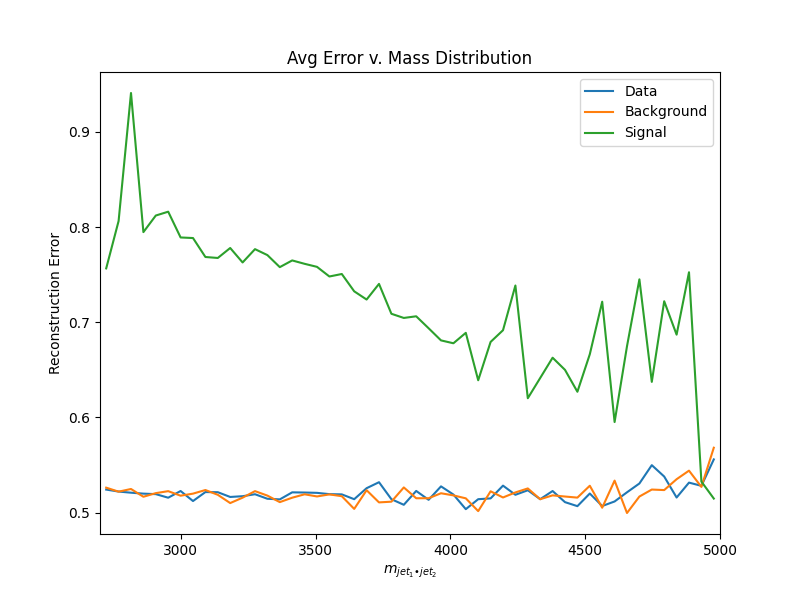 Avg Error v. Mass Distribution
Data
Background
Signal
Reconstruction Error
0.9
0.8
0.7
0.6
0.5
3000 3500 4000 4500 5000
m_{jet_1•jet_2}